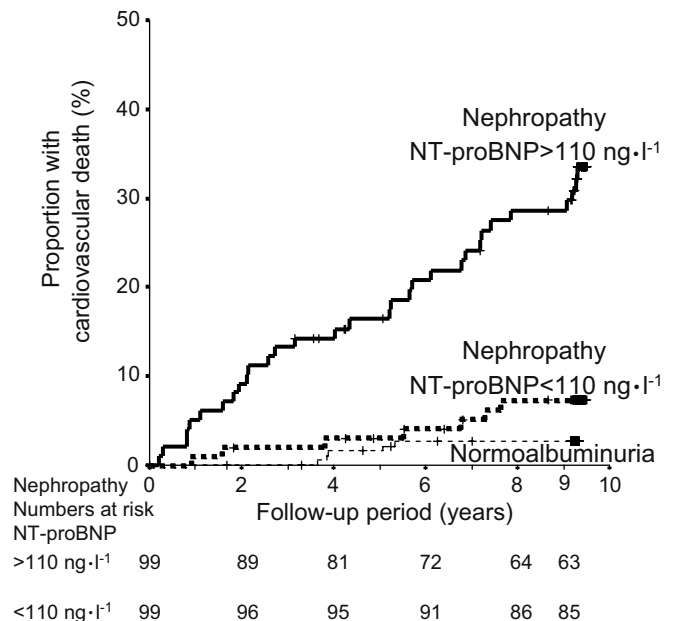 50
40
30
20
10
0
Proportion with
cardiovascular death (%)
Nephropathy
NT-proBNP>110 ng·l⁻¹
Nephropathy
NT-proBNP<110 ng·l⁻¹
Normoalbuminuria
0 2 4 6 8 9 10
Follow-up period (years)
Nephropathy
Numbers at risk
NT-proBNP
>110 ng·l⁻¹ 99 89 81 72 64 63
<110 ng·l⁻¹ 99 96 95 91 86 85